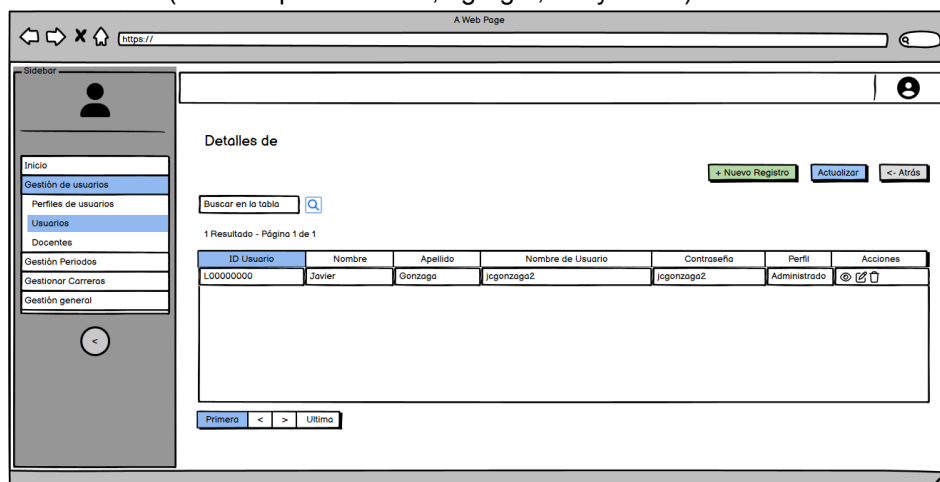 A Web Page
https://
Sidebar
Inicio
Gestión de usuarios
Perfiles de usuarios
Usuarios
Docentes
Gestión Periodos
Gestionar Carreras
Gestión general
<
Detalles de
+ Nuevo Registro Actualizar <- Atrás
Buscar en la tabla
1 Resultado - Página 1 de 1
ID Usuario Nombre Apellido Nombre de Usuario Contraseña Perfil Acciones
L00000000 Javier Gonzaga jcgonzaga2 jcgonzaga2 Administrado
Primera < > Ultima